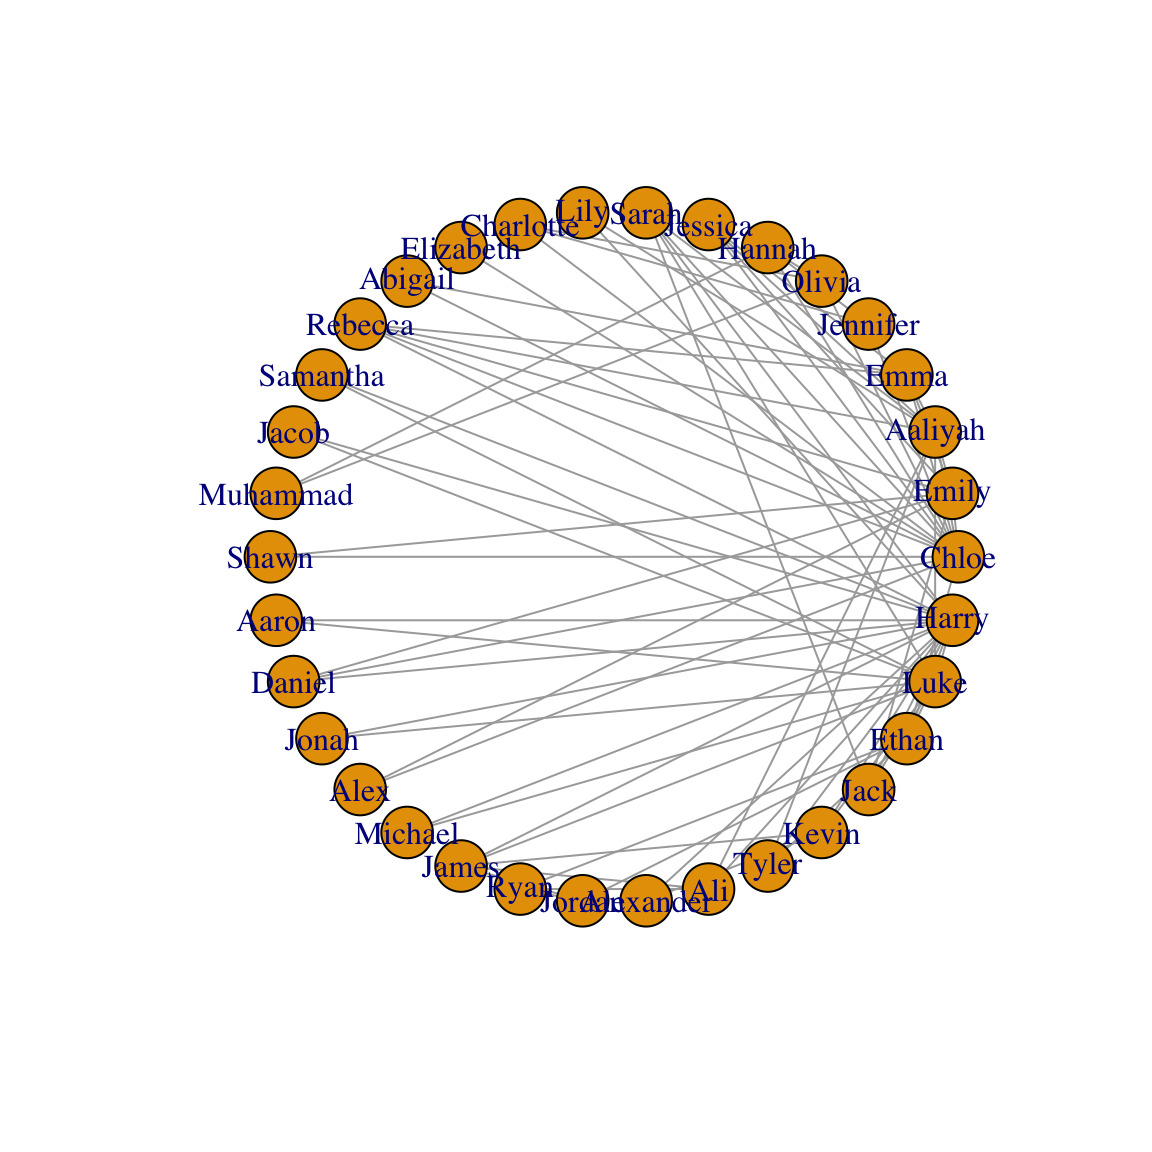 Lily
Sarah
Charlotte
Jessica
Elizabeth
Hannah
Abigail
Olivia
Rebecca
Jennifer
Samantha
Emma
Jacob
Aaliyah
Muhammad
Emily
Shawn
Chloe
Aaron
Harry
Daniel
Luke
Jonah
Ethan
Alex
Jack
Michael
Kevin
James
Tyler
Ryan
Ali
Jordan
Alexander